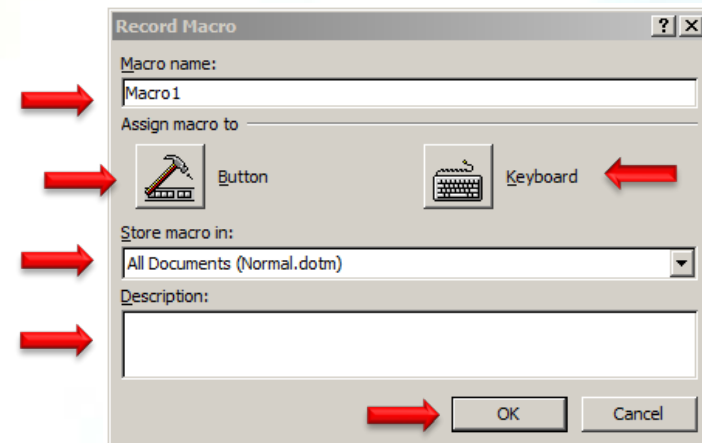 Record Macro
Macro name:
Macro1
Assign macro to
Button
Keyboard
Store macro in:
All Documents (Normal.dotm)
Description:
OK
Cancel